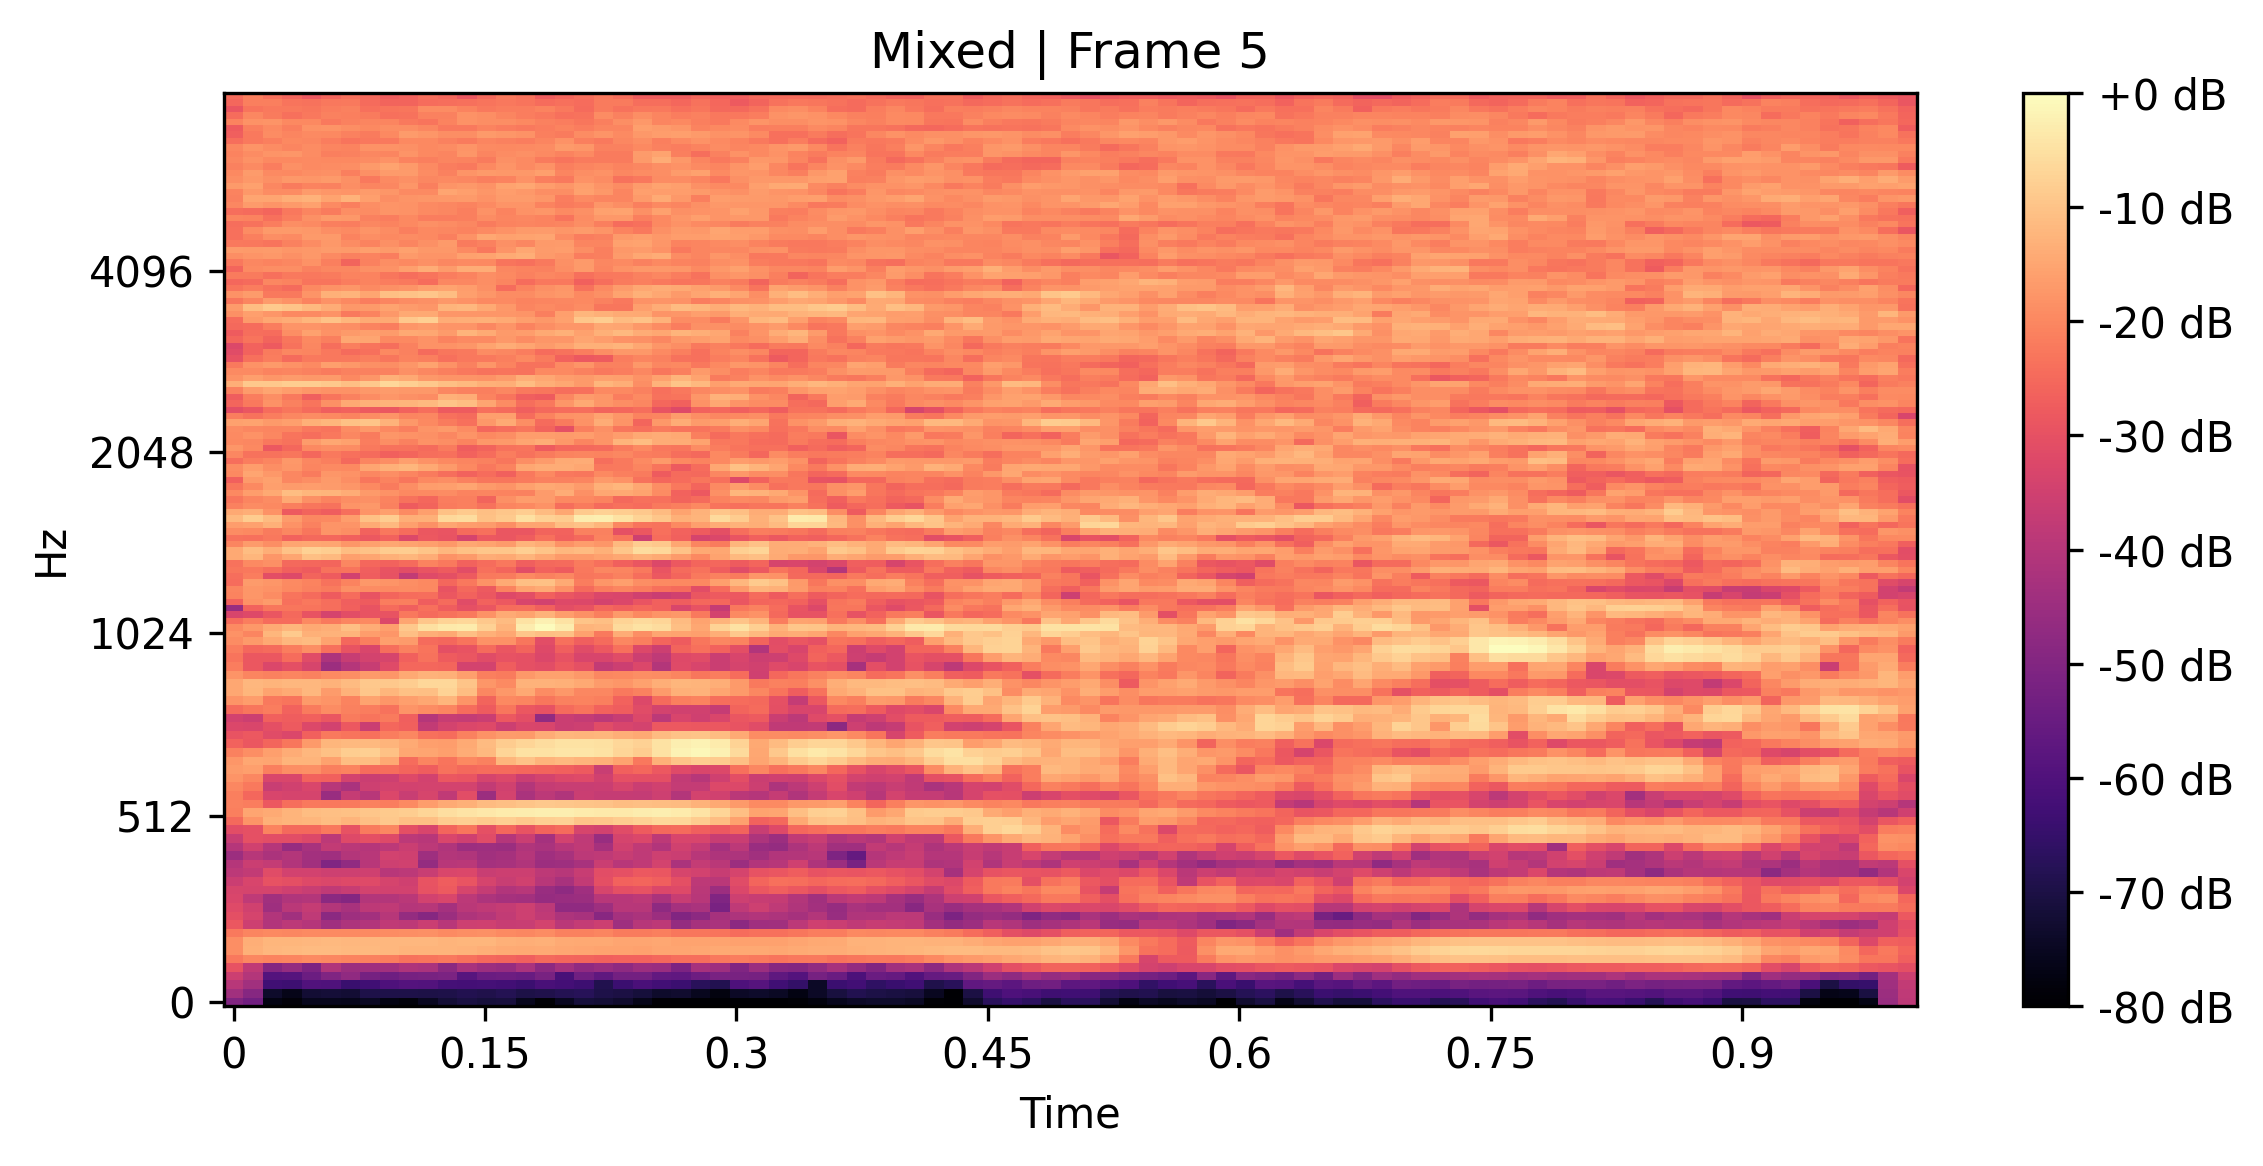 Mixed | Frame 5
+0 dB
-10 dB
-20 dB
-30 dB
-40 dB
-50 dB
-60 dB
-70 dB
-80 dB
Hz
4096
2048
1024
512
0
0 0.15 0.3 0.45 0.6 0.75 0.9
Time